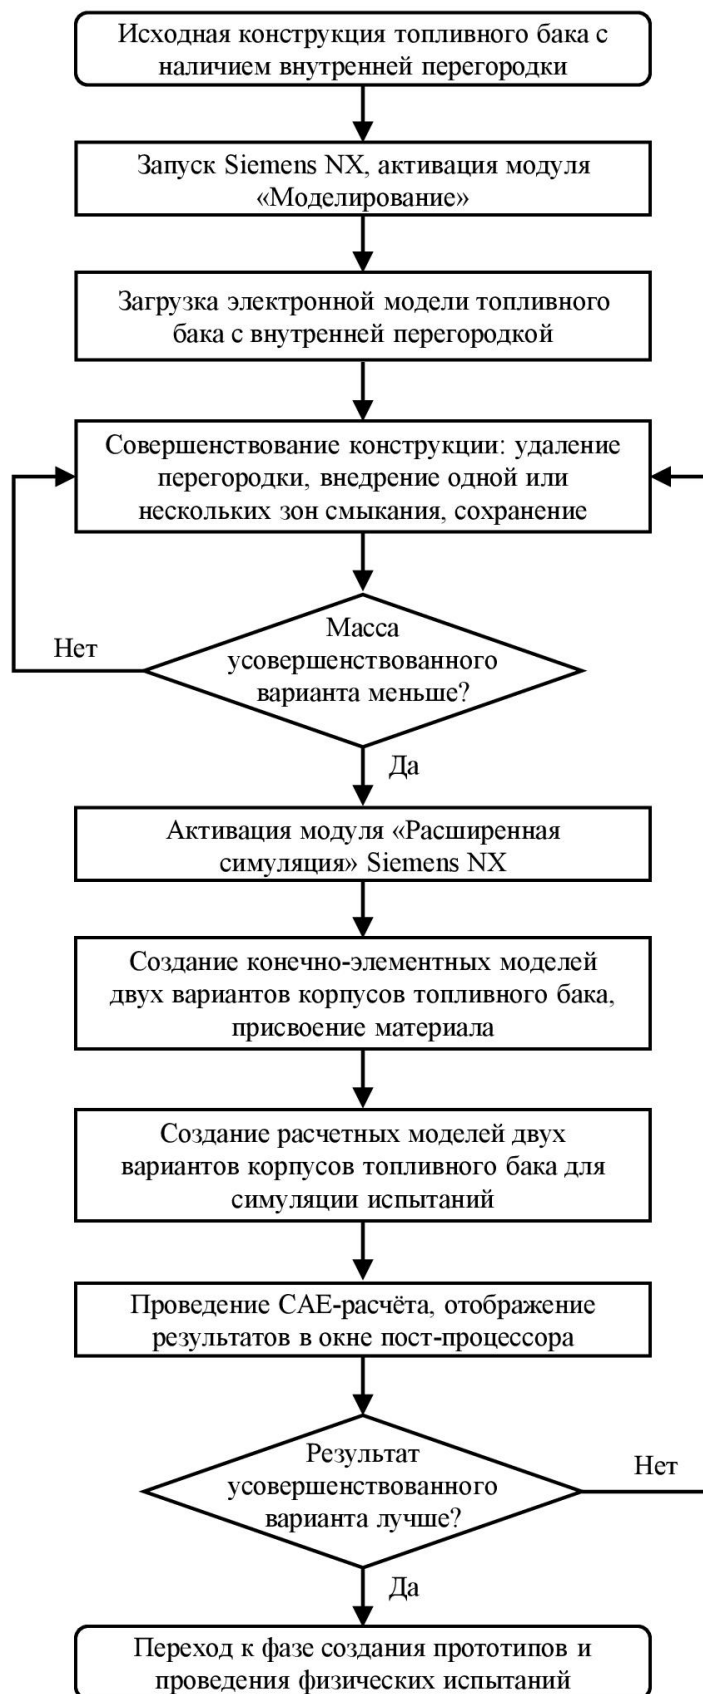 Исходная конструкция топливного бака с
наличием внутренней перегородки
Запуск Siemens NX, активация модуля
«Моделирование»
Загрузка электронной модели топливного
бака с внутренней перегородкой
Совершенствование конструкции: удаление
перегородки, внедрение одной или
нескольких зон смыкания, сохранение
Масса
усовершенствованного
варианта меньше?
Нет
Да
Активация модуля «Расширенная
симуляция» Siemens NX
Создание конечно-элементных моделей
двух вариантов корпусов топливного бака,
присвоение материала
Создание расчетных моделей двух
вариантов корпусов топливного бака для
симуляции испытаний
Проведение CAE-расчёта, отображение
результатов в окне пост-процессора
Результат
усовершенствованного
варианта лучше?
Нет
Да
Переход к фазе создания прототипов и
проведения физических испытаний